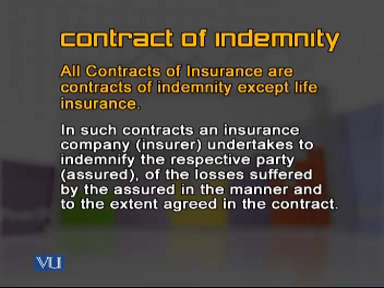 contract of indemnity
All Contracts of Insurance are
contracts of indemnity except life
insurance.
In such contracts an insurance
company (insurer) undertakes to
indemnify the respective party
(assured), of the losses suffered
by the assured in the manner and
to the extent agreed in the contract.
VU